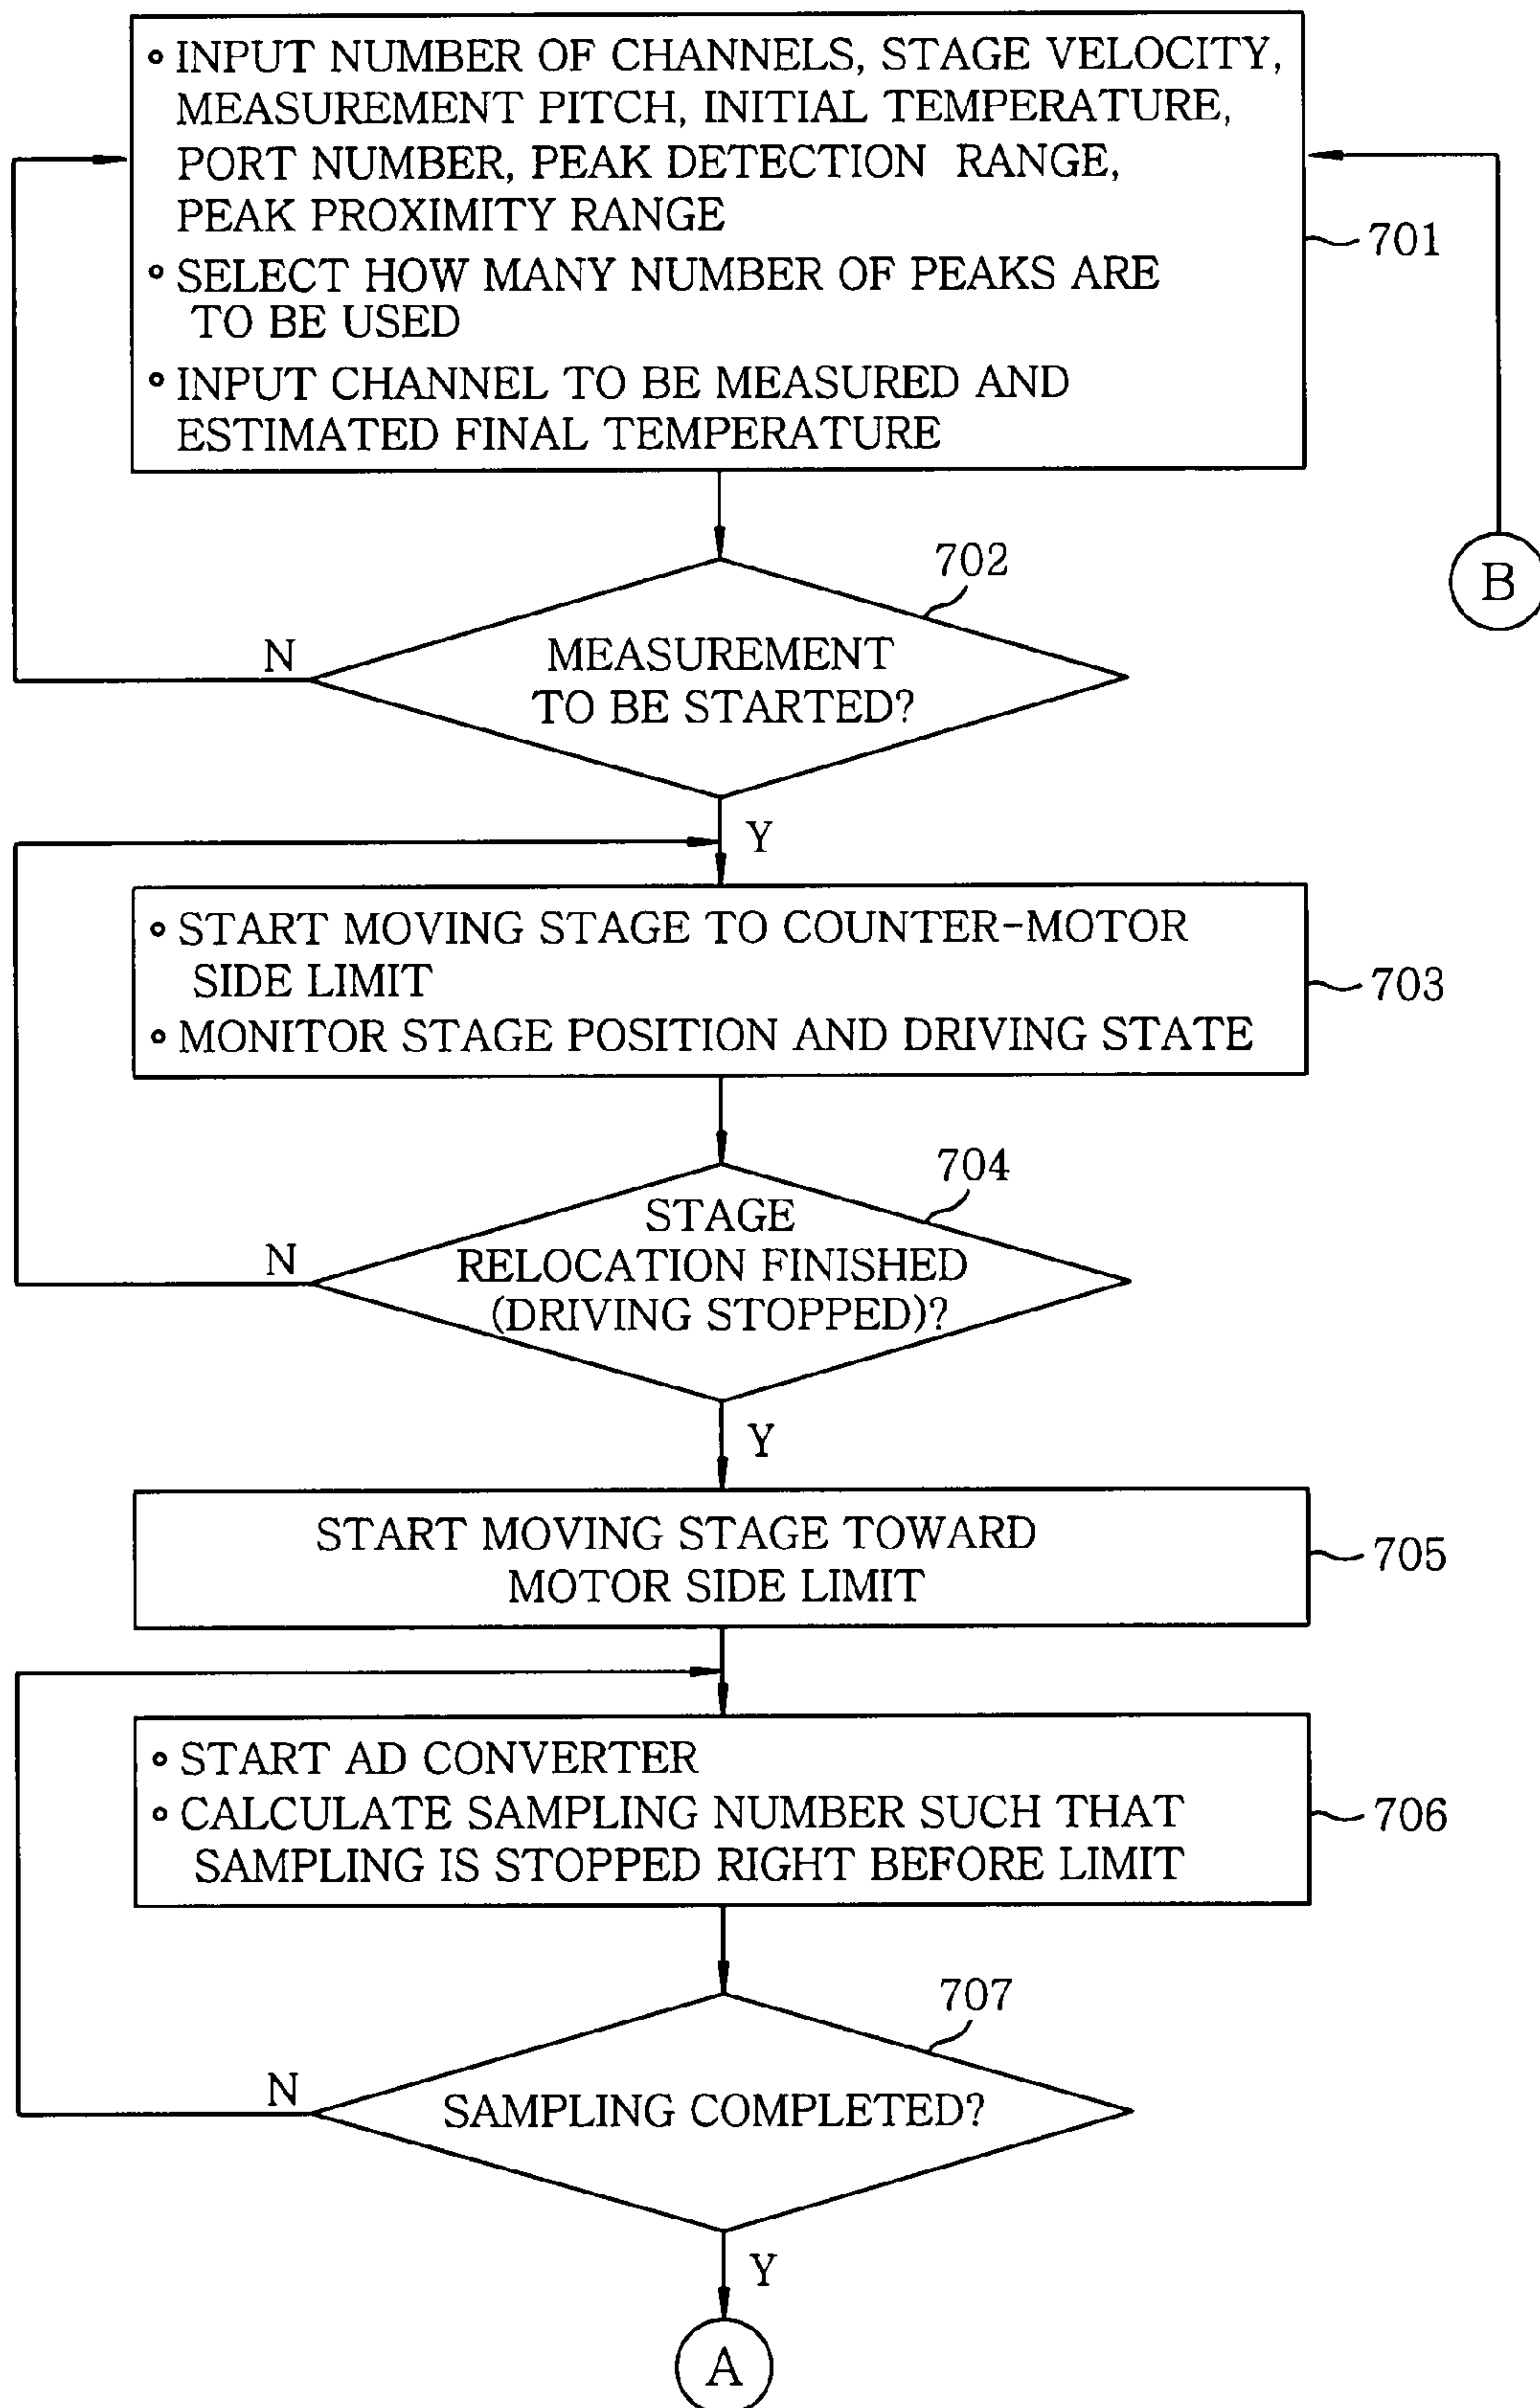 ∘ INPUT NUMBER OF CHANNELS, STAGE VELOCITY,
MEASUREMENT PITCH, INITIAL TEMPERATURE,
PORT NUMBER, PEAK DETECTION RANGE,
PEAK PROXIMITY RANGE
701
∘ SELECT HOW MANY NUMBER OF PEAKS ARE
TO BE USED
∘ INPUT CHANNEL TO BE MEASURED AND
ESTIMATED FINAL TEMPERATURE
702
B
N
MEASUREMENT
TO BE STARTED?
Y
∘ START MOVING STAGE TO COUNTER-MOTOR
SIDE LIMIT
703
∘ MONITOR STAGE POSITION AND DRIVING STATE
704
N
STAGE
RELOCATION FINISHED
(DRIVING STOPPED)?
Y
START MOVING STAGE TOWARD
MOTOR SIDE LIMIT
705
∘ START AD CONVERTER
∘ CALCULATE SAMPLING NUMBER SUCH THAT
SAMPLING IS STOPPED RIGHT BEFORE LIMIT
706
707
N
SAMPLING COMPLETED?
Y
A